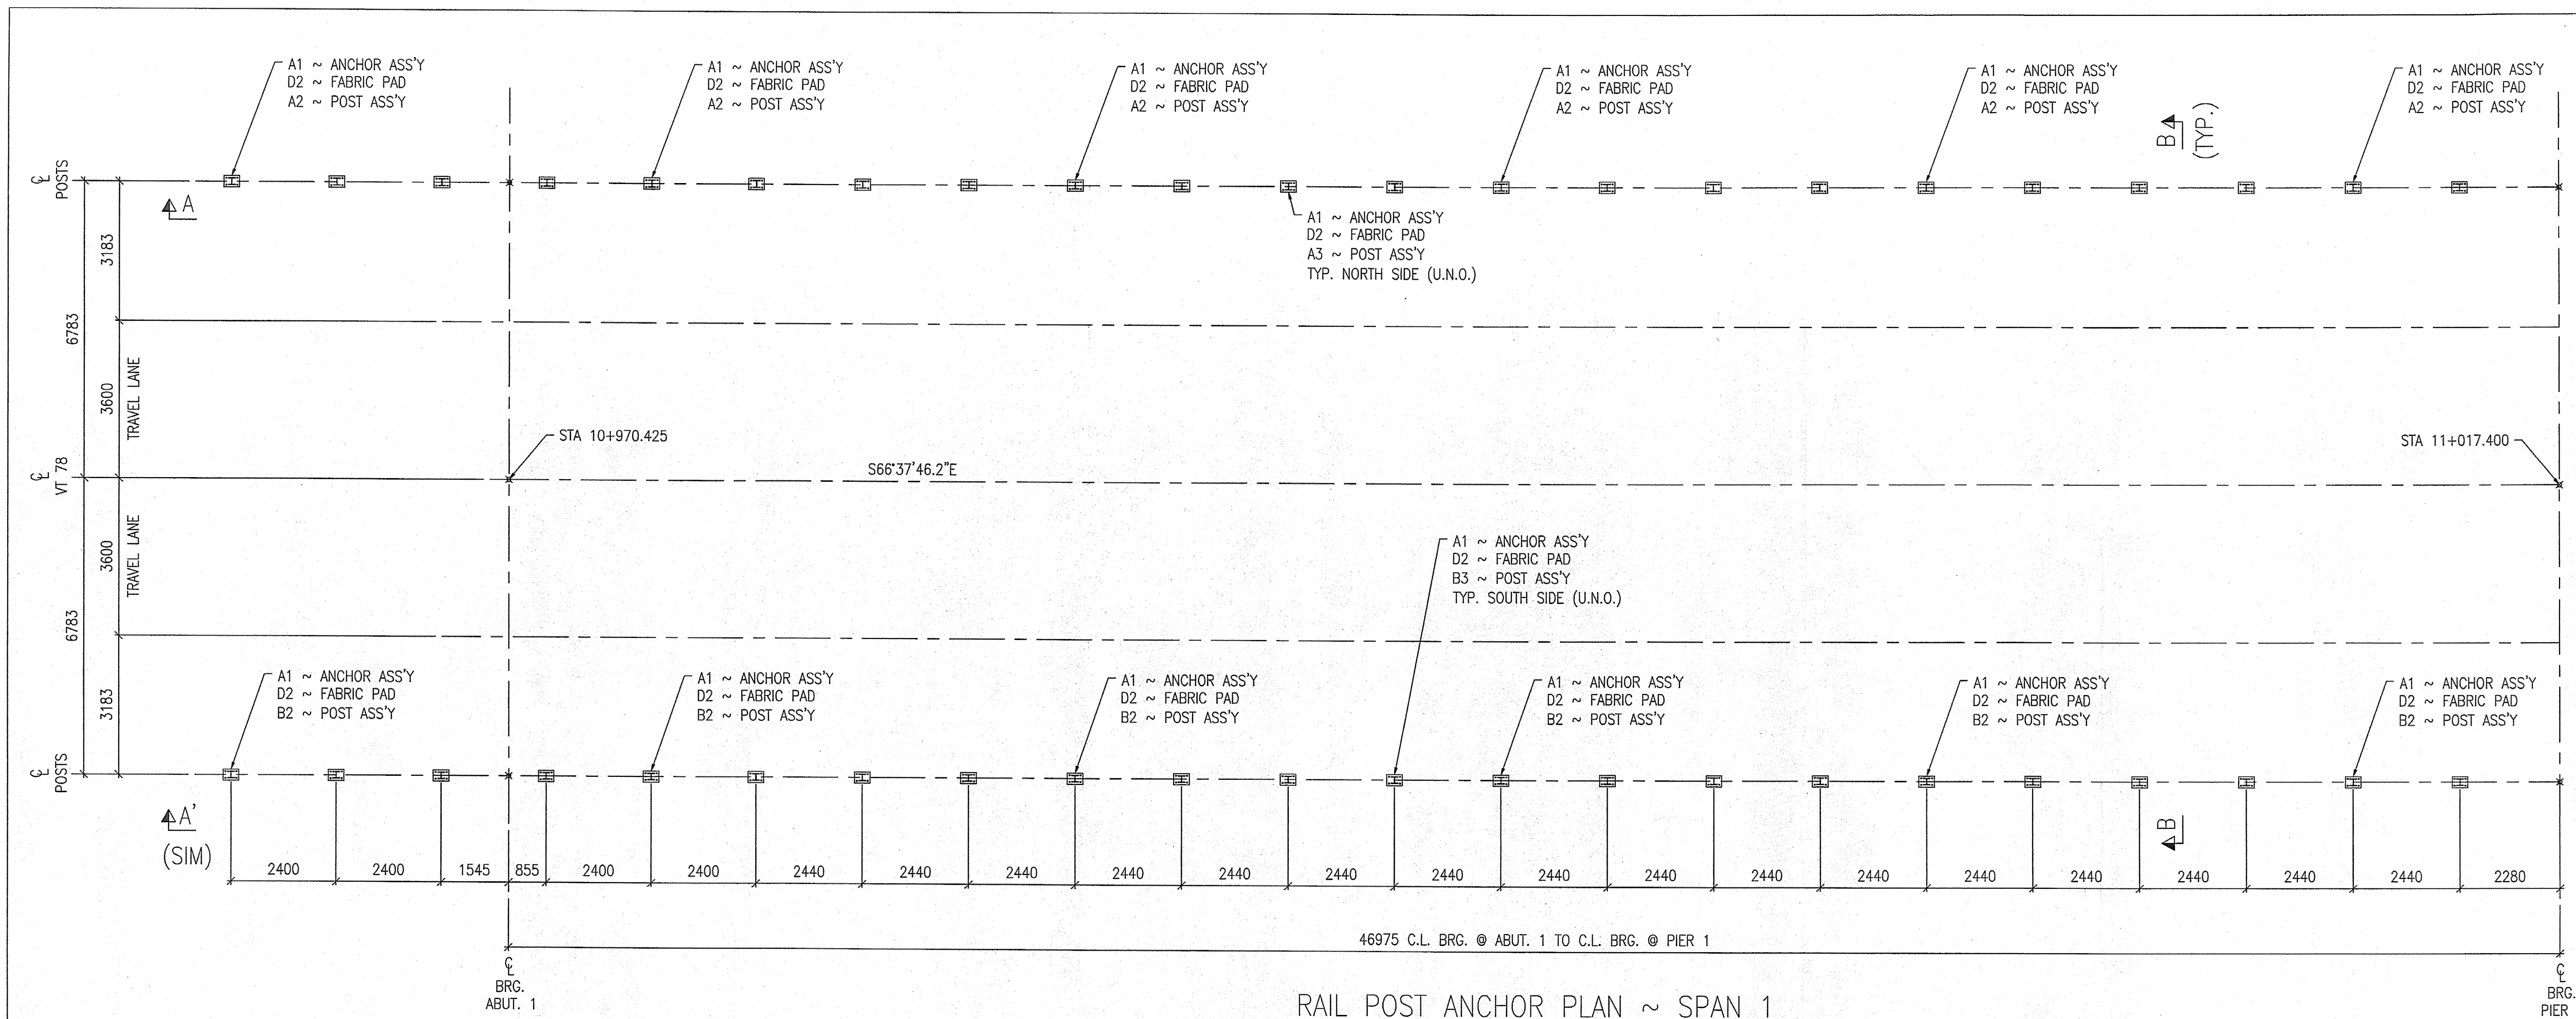 A1 ~ ANCHOR ASS'Y
D2 ~ FABRIC PAD
A2 ~ POST ASS'Y
A1 ~ ANCHOR ASS'Y
D2 ~ FABRIC PAD
A2 ~ POST ASS'Y
A1 ~ ANCHOR ASS'Y
D2 ~ FABRIC PAD
A2 ~ POST ASS'Y
A1 ~ ANCHOR ASS'Y
D2 ~ FABRIC PAD
A2 ~ POST ASS'Y
A1 ~ ANCHOR ASS'Y
D2 ~ FABRIC PAD
A2 ~ POST ASS'Y
A1 ~ ANCHOR ASS'Y
D2 ~ FABRIC PAD
A2 ~ POST ASS'Y
B
(TYP.)
℄
POSTS
A
A1 ~ ANCHOR ASS'Y
D2 ~ FABRIC PAD
A3 ~ POST ASS'Y
TYP. NORTH SIDE (U.N.O.)
3183
6783
3600
TRAVEL LANE
STA 10+970.425
STA 11+017.400
℄
VT 78
S66°37'46.2"E
3600
TRAVEL LANE
6783
3183
A1 ~ ANCHOR ASS'Y
D2 ~ FABRIC PAD
B3 ~ POST ASS'Y
TYP. SOUTH SIDE (U.N.O.)
A1 ~ ANCHOR ASS'Y
D2 ~ FABRIC PAD
B2 ~ POST ASS'Y
A1 ~ ANCHOR ASS'Y
D2 ~ FABRIC PAD
B2 ~ POST ASS'Y
A1 ~ ANCHOR ASS'Y
D2 ~ FABRIC PAD
B2 ~ POST ASS'Y
A1 ~ ANCHOR ASS'Y
D2 ~ FABRIC PAD
B2 ~ POST ASS'Y
A1 ~ ANCHOR ASS'Y
D2 ~ FABRIC PAD
B2 ~ POST ASS'Y
A1 ~ ANCHOR ASS'Y
D2 ~ FABRIC PAD
B2 ~ POST ASS'Y
℄
POSTS
A'
(SIM)
B
2400 2400 1545 855 2400 2400 2440 2440 2440 2440 2440 2440 2440 2440 2440 2440 2440 2440 2440 2440 2440 2440 2280
46975 C.L. BRG. @ ABUT. 1 TO C.L. BRG. @ PIER 1
℄
BRG.
ABUT. 1
℄
BRG.
PIER
RAIL POST ANCHOR PLAN ~ SPAN 1